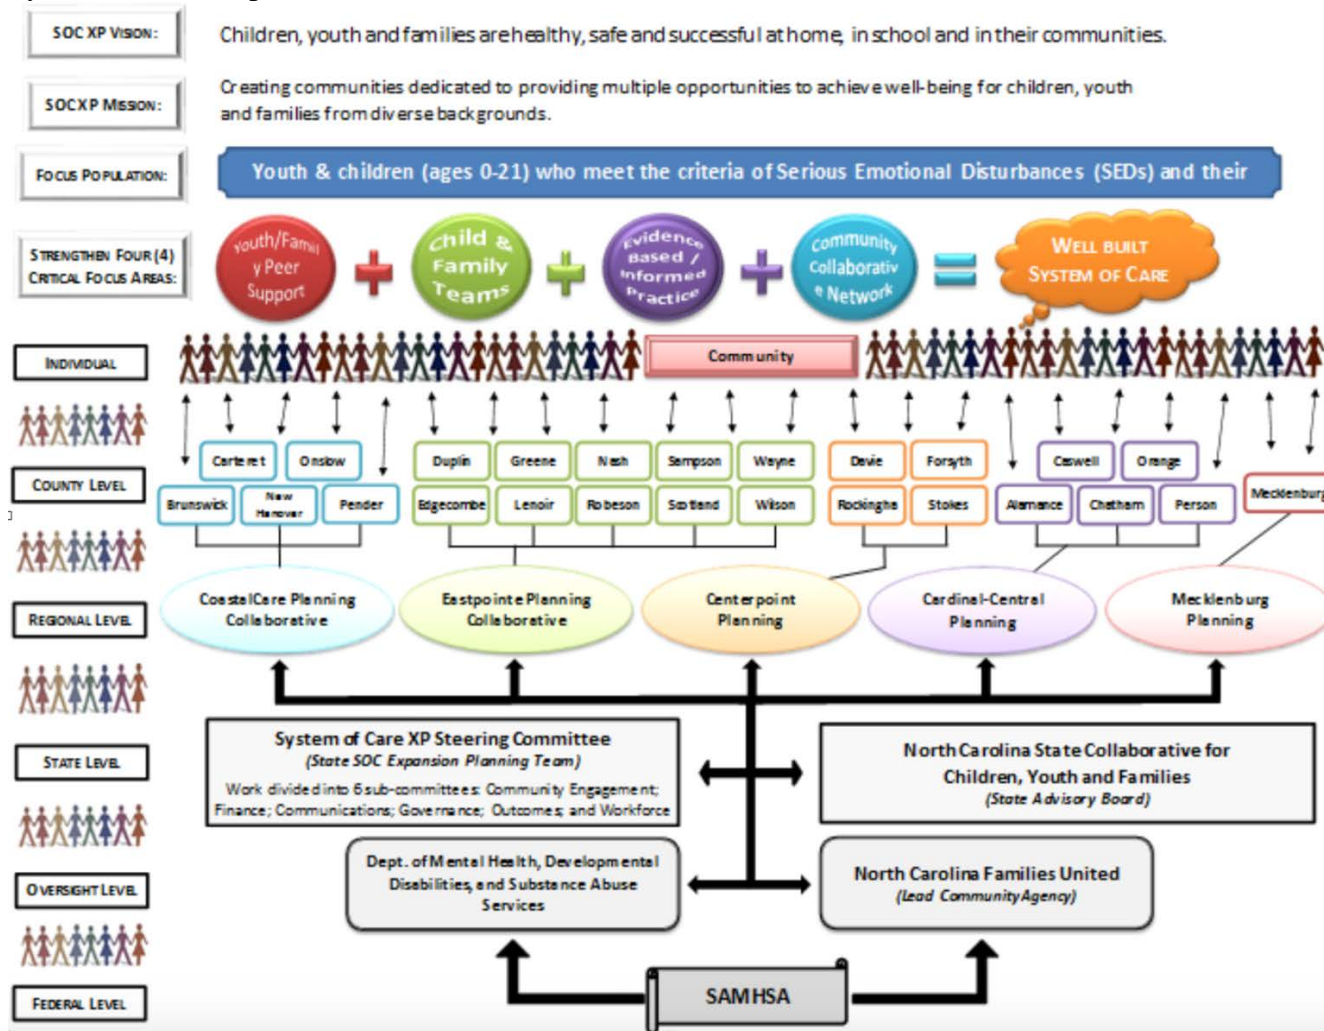 SOC XP VISION:
Children, youth and families are healthy, safe and successful at home, in school and in their communities.
SOC XP MISSION:
Creating communities dedicated to providing multiple opportunities to achieve well-being for children, youth
and families from diverse backgrounds.
FOCUS POPULATION:
Youth & children (ages 0-21) who meet the criteria of Serious Emotional Disturbances (SEDs) and their
STRENGTHEN FOUR (4)
CRITICAL FOCUS AREAS:
Youth/Famil
y Peer
Support
+
Child &
Family
Teams
+
Evidence
Based /
Informed
Practice
+
Community
Collaborativ
e Network
=
WELL BUILT
SYSTEM OF CARE
INDIVIDUAL
Community
COUNTY LEVEL
Carteret
Onslow
Brunswick
New
Hanover
Pender
Duplin
Greene
Nash
Sampson
Wayne
Edgecombe
Lenoir
Robeson
Scotland
Wilson
Davie
Forsyth
Rockingha
Stokes
Caswell
Orange
Alamance
Chatham
Person
Mecklenburg
REGIONAL LEVEL
CoastalCare Planning
Collaborative
Eastpointe Planning
Collaborative
Centerpoint
Planning
Cardinal-Central
Planning
Mecklenburg
Planning
STATE LEVEL
System of Care XP Steering Committee
(State SOC Expansion Planning Team)
Work divided into 6 sub-committees: Community Engagement;
Finance; Communications; Governance; Outcomes; and Workforce
North Carolina State Collaborative for
Children, Youth and Families
(State Advisory Board)
OVERSIGHT LEVEL
Dept. of Mental Health, Developmental
Disabilities, and Substance Abuse
Services
North Carolina Families United
(Lead Community Agency)
FEDERAL LEVEL
SAMHSA